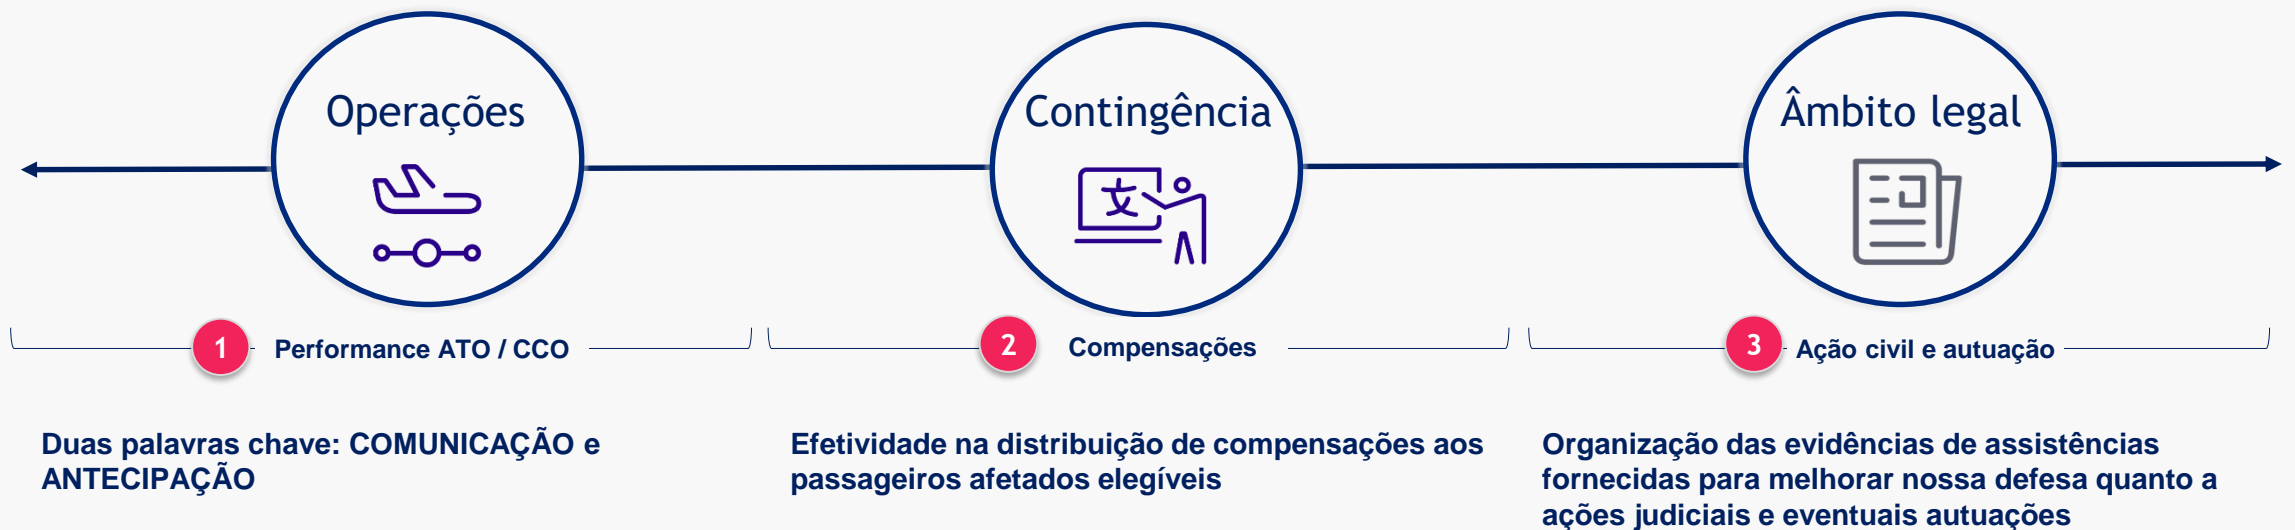 Operações
Contingência
Âmbito legal
文
1 Performance ATO / CCO
2 Compensações
3 Ação civil e autuação
Duas palavras chave: COMUNICAÇÃO e
ANTECIPAÇÃO
Efetividade na distribuição de compensações aos
passageiros afetados elegíveis
Organização das evidências de assistências
fornecidas para melhorar nossa defesa quanto a
ações judiciais e eventuais autuações